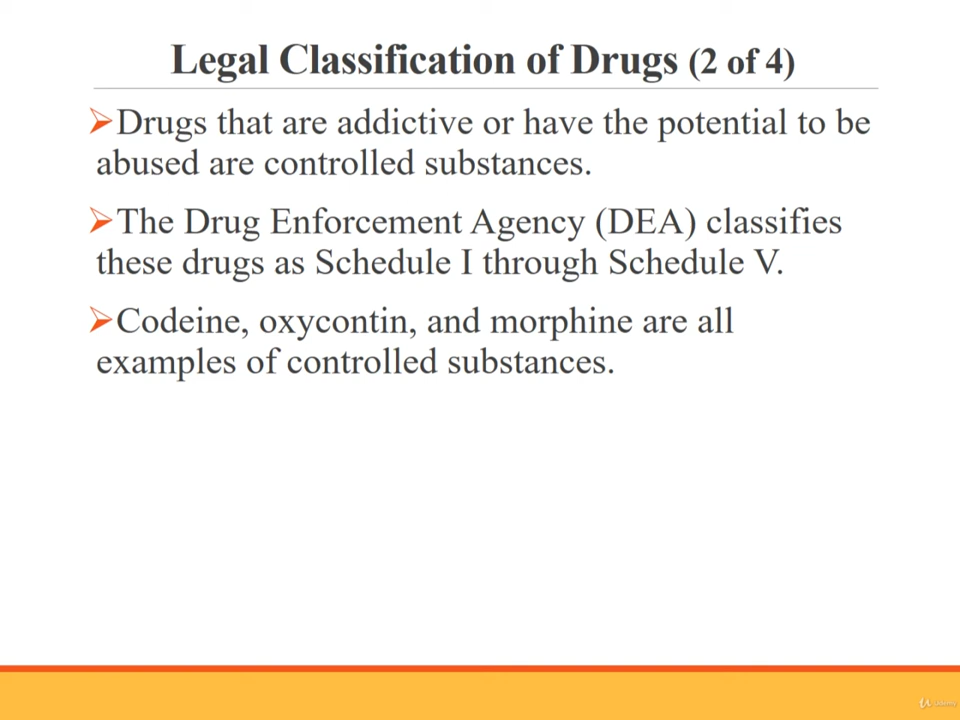 Legal Classification of Drugs (2 of 4)
➢Drugs that are addictive or have the potential to be
abused are controlled substances.
➢The Drug Enforcement Agency (DEA) classifies
these drugs as Schedule I through Schedule V.
➢Codeine, oxycontin, and morphine are all
examples of controlled substances.
Udemy